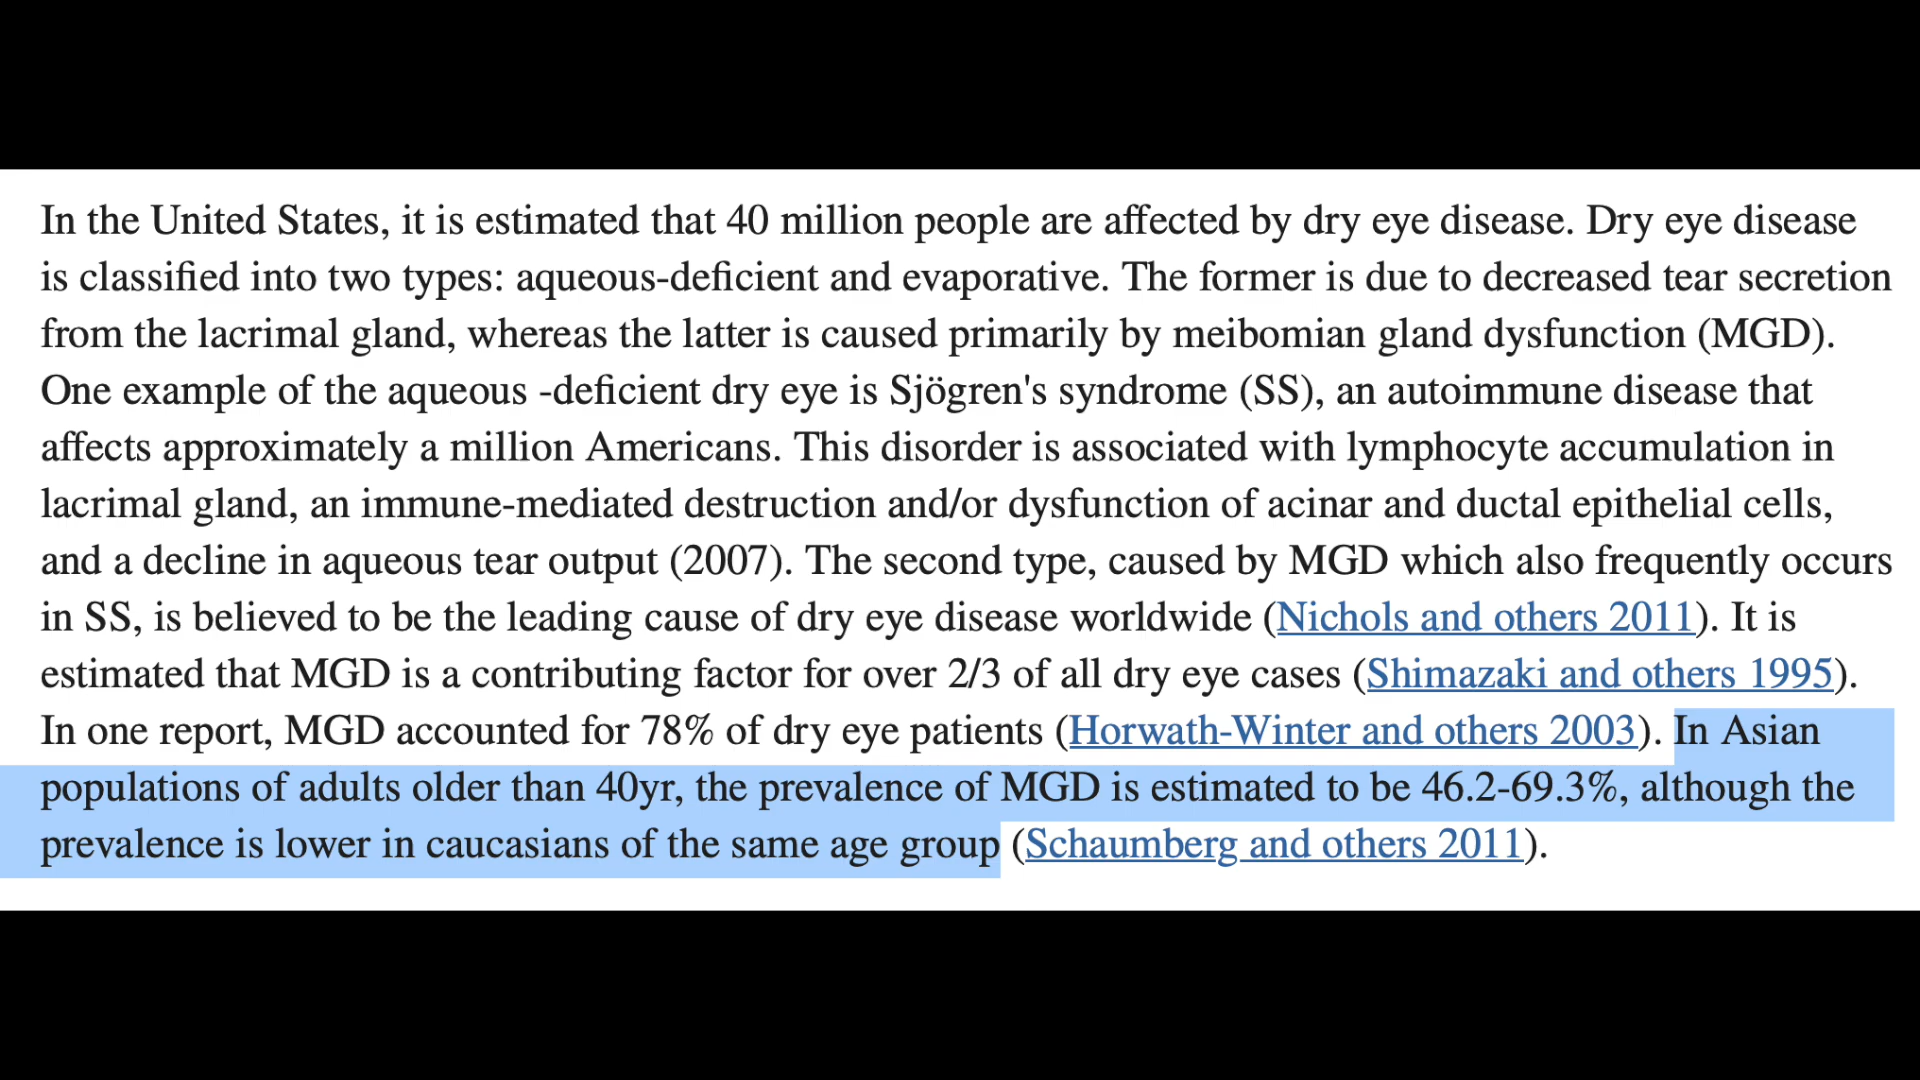 In the United States, it is estimated that 40 million people are affected by dry eye disease. Dry eye disease
is classified into two types: aqueous-deficient and evaporative. The former is due to decreased tear secretion
from the lacrimal gland, whereas the latter is caused primarily by meibomian gland dysfunction (MGD).
One example of the aqueous -deficient dry eye is Sjögren's syndrome (SS), an autoimmune disease that
affects approximately a million Americans. This disorder is associated with lymphocyte accumulation in
lacrimal gland, an immune-mediated destruction and/or dysfunction of acinar and ductal epithelial cells,
and a decline in aqueous tear output (2007). The second type, caused by MGD which also frequently occurs
in SS, is believed to be the leading cause of dry eye disease worldwide (Nichols and others 2011). It is
estimated that MGD is a contributing factor for over 2/3 of all dry eye cases (Shimazaki and others 1995).
In one report, MGD accounted for 78% of dry eye patients (Horwath-Winter and others 2003). In Asian
populations of adults older than 40yr, the prevalence of MGD is estimated to be 46.2-69.3%, although the
prevalence is lower in caucasians of the same age group (Schaumberg and others 2011).